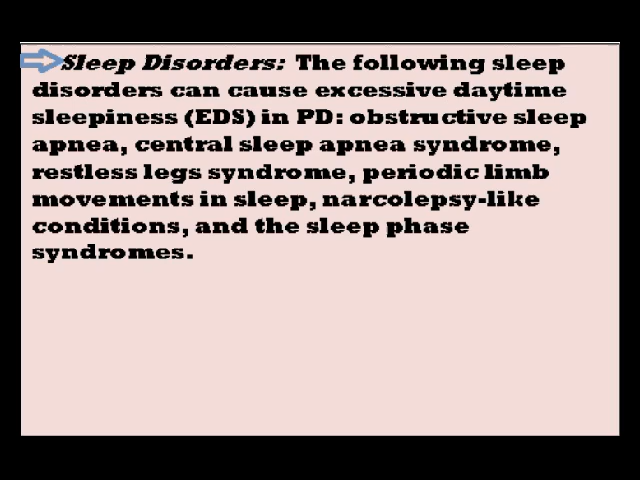 Sleep Disorders: The following sleep
disorders can cause excessive daytime
sleepiness (EDS) in PD: obstructive sleep
apnea, central sleep apnea syndrome,
restless legs syndrome, periodic limb
movements in sleep, narcolepsy-like
conditions, and the sleep phase
syndromes.